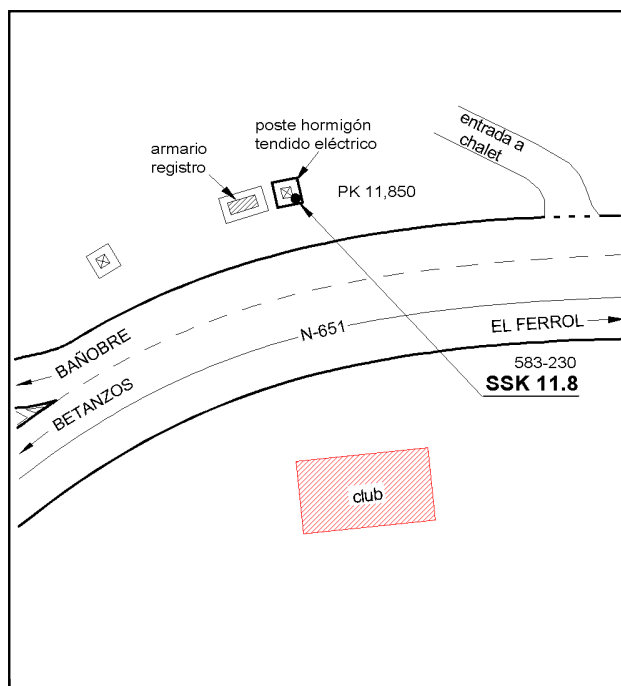 poste hormigón
tendido eléctrico
armario
registro
entrada a
chalet
PK 11,850
N-651
EL FERROL
BAÑOBRE
BETANZOS
583-230
SSK 11.8
club